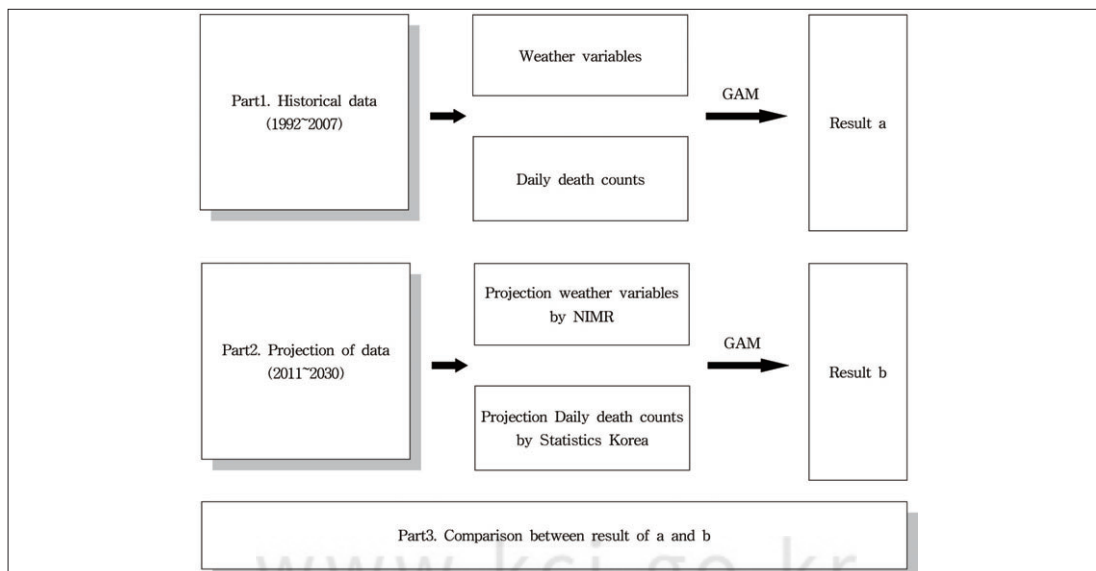 Part1. Historical data
(1992~2007)
Weather variables
Daily death counts
GAM
Result a
Part2. Projection of data
(2011~2030)
Projection weather variables
by NIMR
Projection Daily death counts
by Statistics Korea
GAM
Result b
Part3. Comparison between result of a and b
www.kci.go.kr